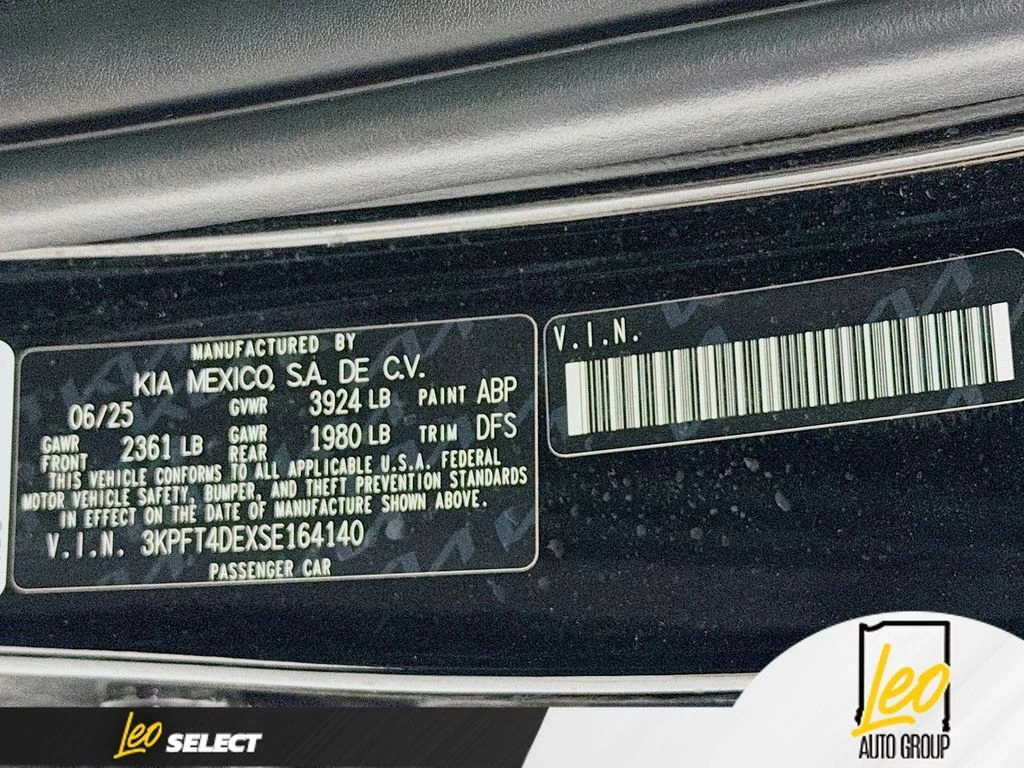 MANUFACTURED BY
KIA MEXICO, S.A. DE C.V.
06/25 GVWR 3924 LB PAINT ABP
GAWR FRONT 2361 LB GAWR REAR 1980 LB TRIM DFS
THIS VEHICLE CONFORMS TO ALL APPLICABLE U.S.A. FEDERAL
MOTOR VEHICLE SAFETY, BUMPER, AND THEFT PREVENTION STANDARDS
IN EFFECT ON THE DATE OF MANUFACTURE SHOWN ABOVE.
V.I.N. 3KPFT4DEXSE164140
PASSENGER CAR
V.I.N.
Leo SELECT
Leo
AUTO GROUP